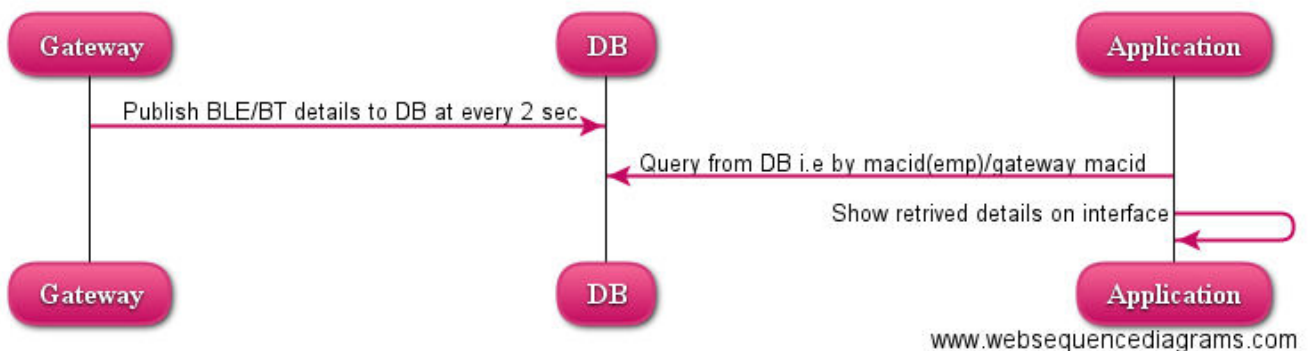 Gateway
DB
Application
Publish BLE/BT details to DB at every 2 sec
Query from DB i.e by macid(emp)/gateway macid
Show retrived details on interface
Gateway
DB
Application
www.websequencediagrams.com